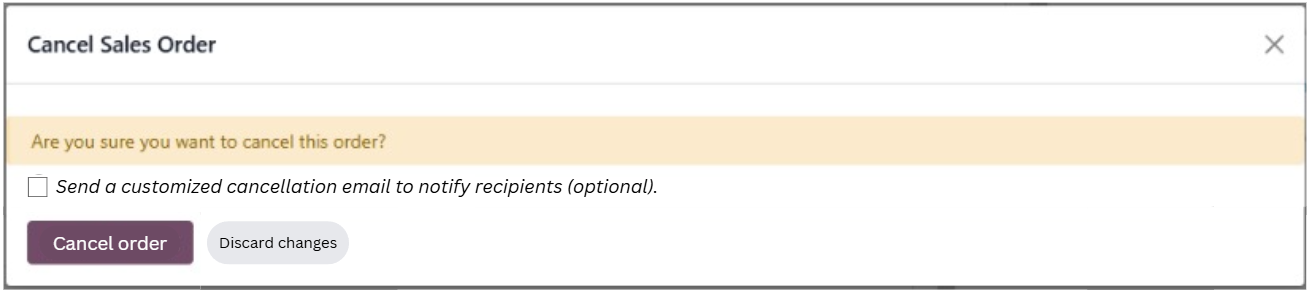 Cancel Sales Order
Are you sure you want to cancel this order?
Send a customized cancellation email to notify recipients (optional).
Cancel order
Discard changes